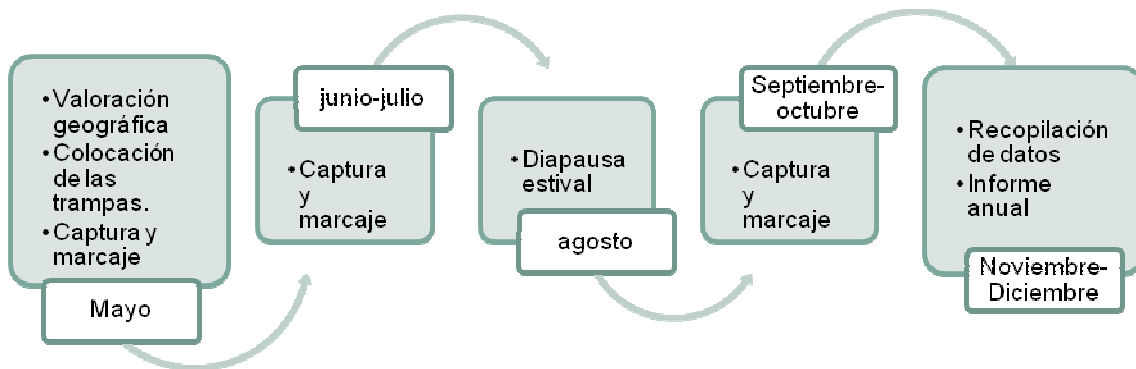 • Valoración
geográfica
• Colocación
de las
trampas.
• Captura y
marcaje
Mayo
junio-julio
• Captura
y
marcaje
• Diapausa
estival
agosto
Septiembre-
octubre
• Captura
y
marcaje
• Recopilación
de datos
• Informe
anual
Noviembre-
Diciembre